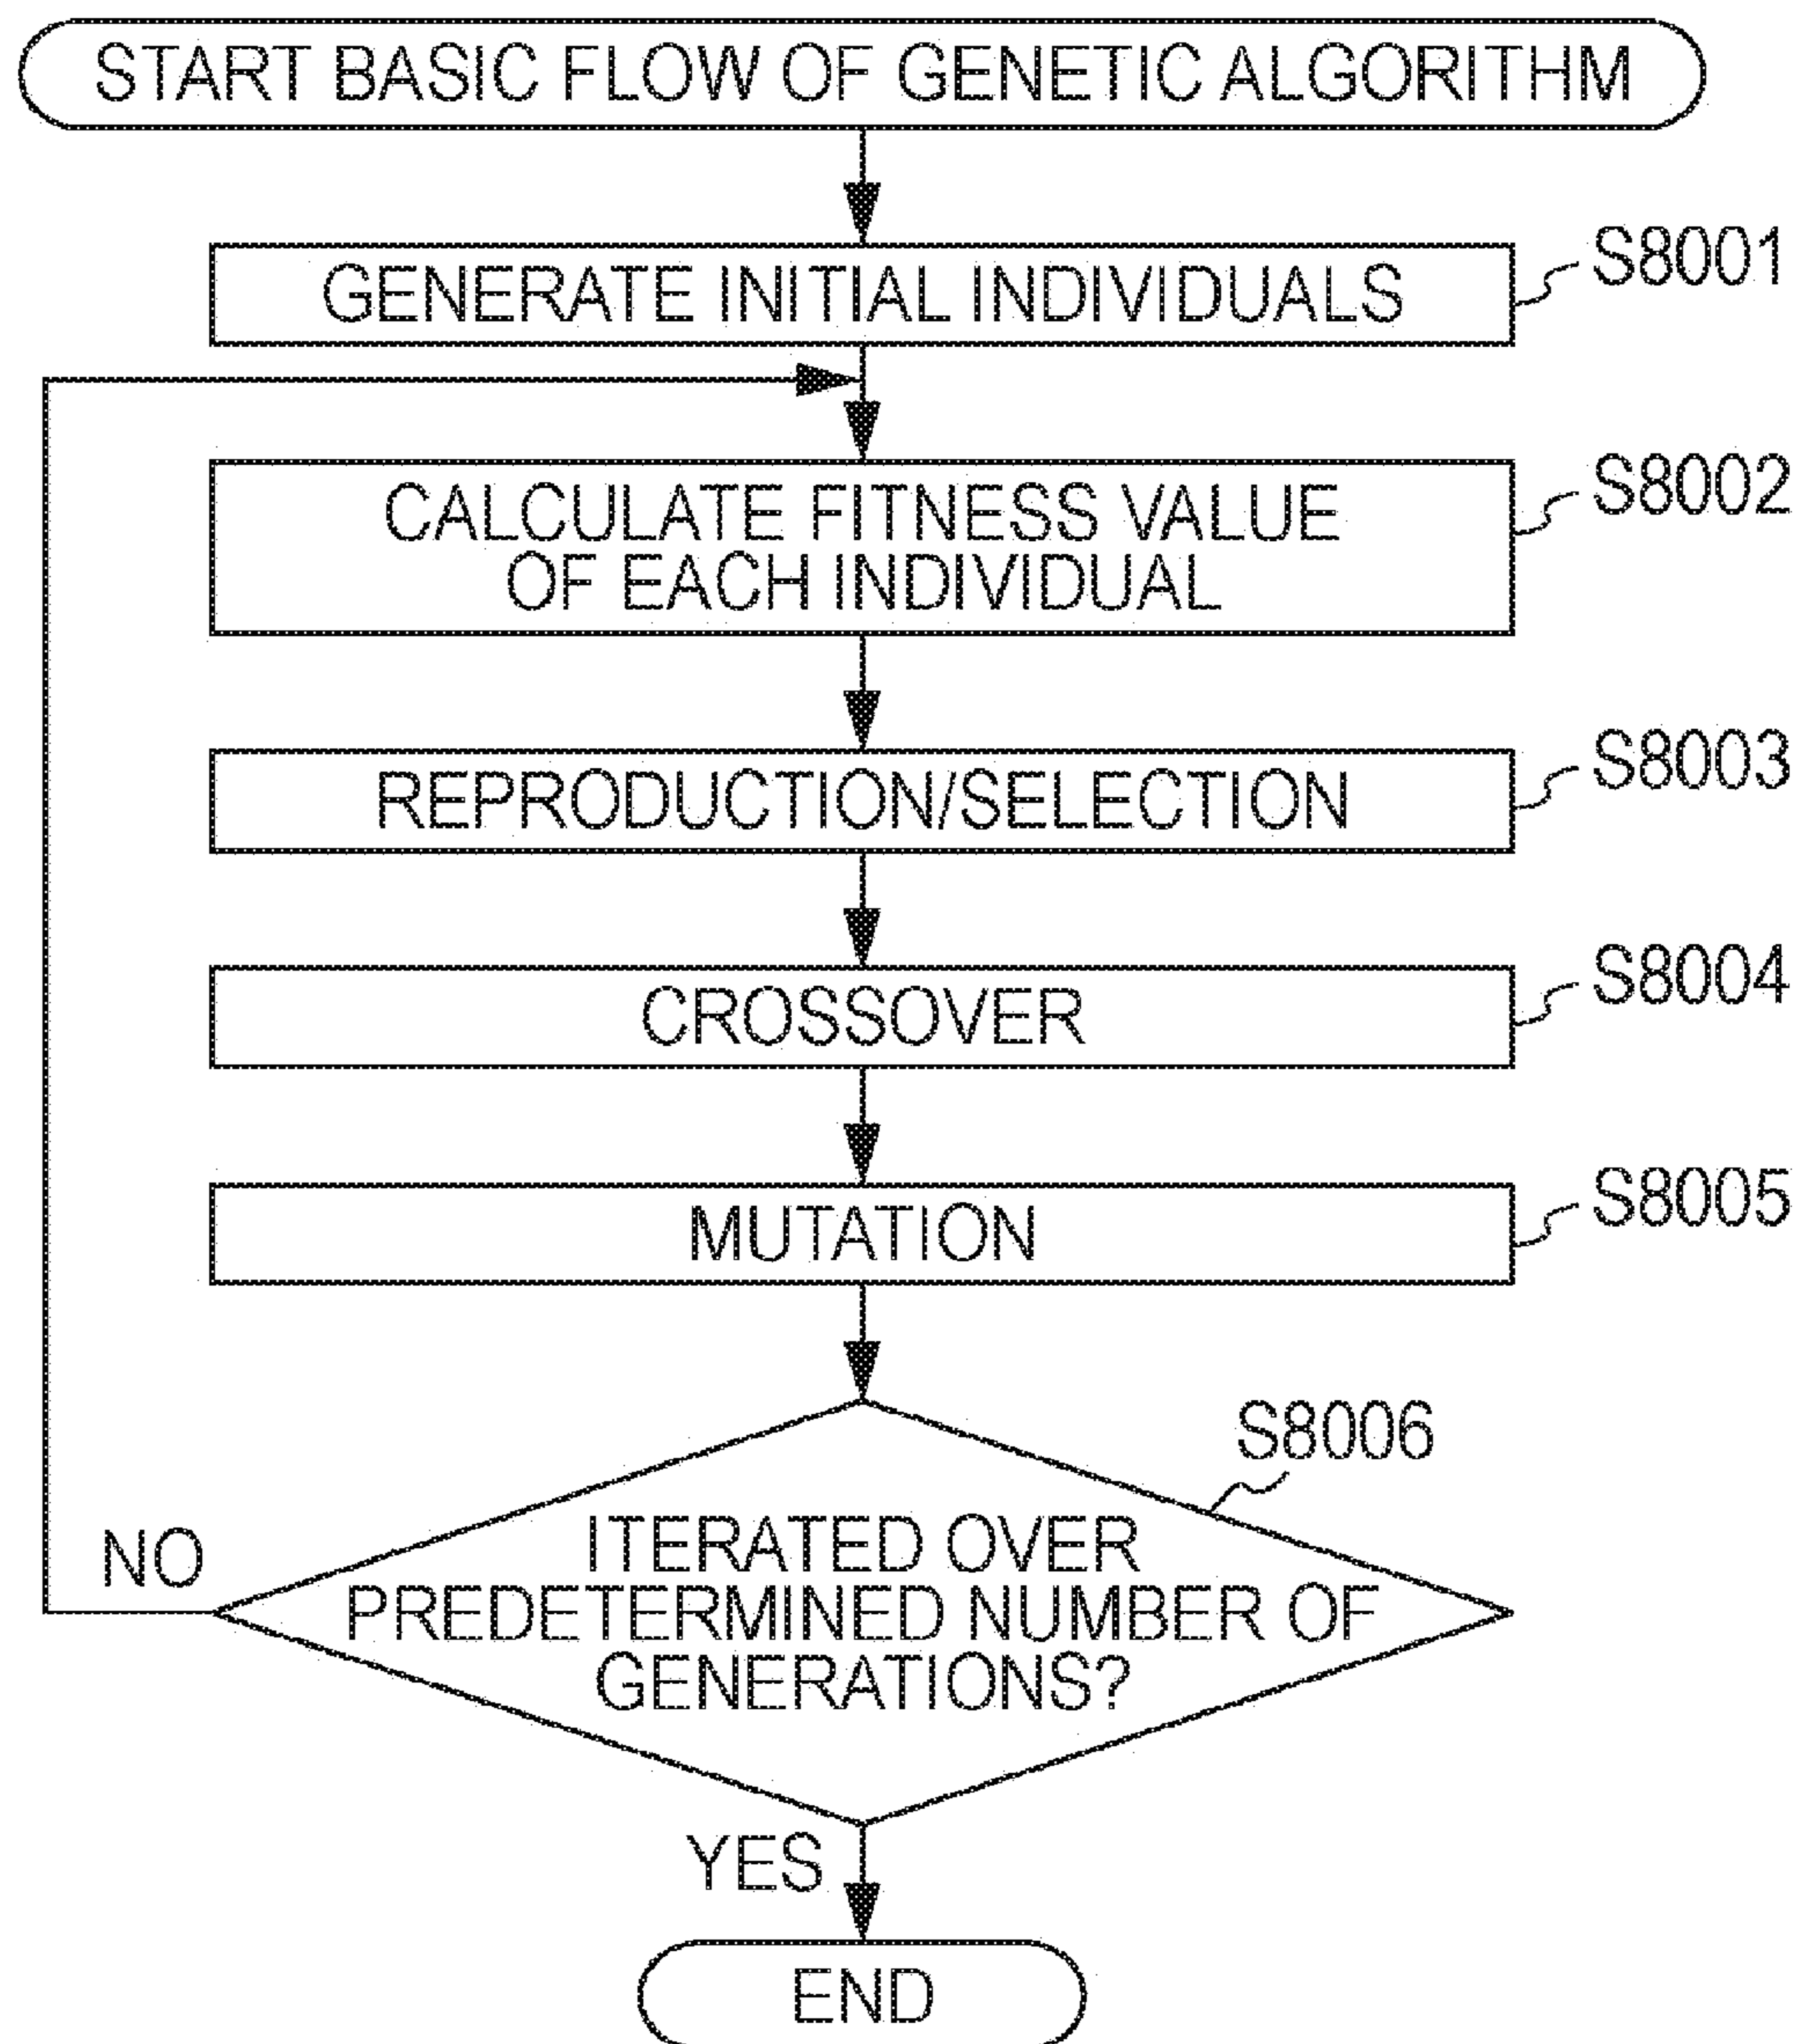 START BASIC FLOW OF GENETIC ALGORITHM
GENERATE INITIAL INDIVIDUALS
S8001
CALCULATE FITNESS VALUE
OF EACH INDIVIDUAL
S8002
REPRODUCTION/SELECTION
S8003
CROSSOVER
S8004
MUTATION
S8005
S8006
ITERATED OVER
PREDETERMINED NUMBER OF
GENERATIONS?
NO
YES
END